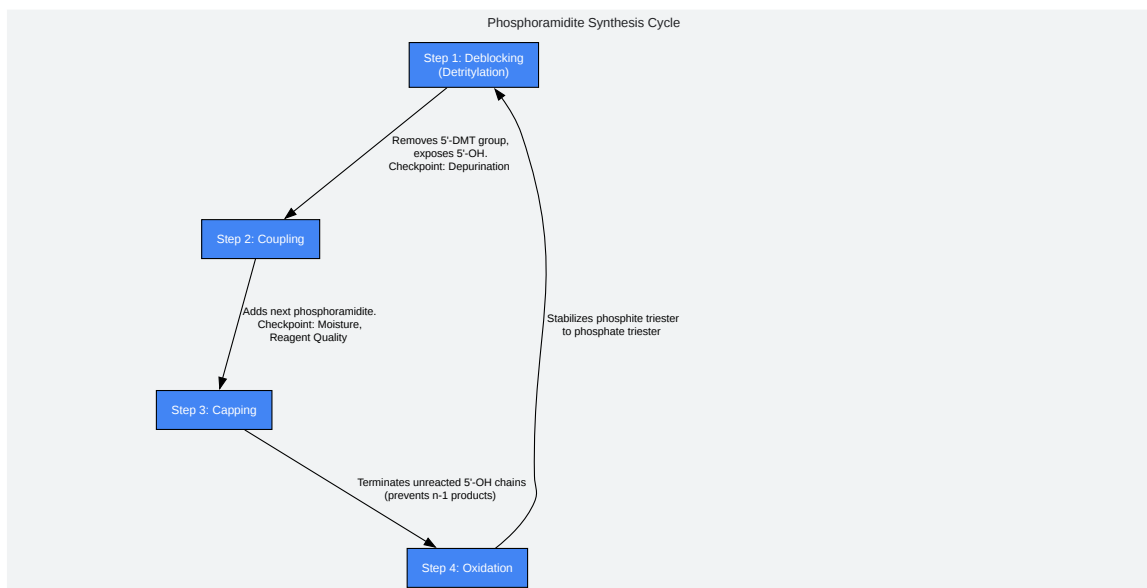 Phosphoramidite Synthesis Cycle
Step 1: Deblocking
(Detritylation)
Removes 5'-DMT group,
exposes 5'-OH.
Checkpoint: Depurination
Step 2: Coupling
Adds next phosphoramidite.
Checkpoint: Moisture,
Reagent Quality
Stabilizes phosphite triester
to phosphate triester
Step 3: Capping
Terminates unreacted 5'-OH chains
(prevents n-1 products)
Step 4: Oxidation